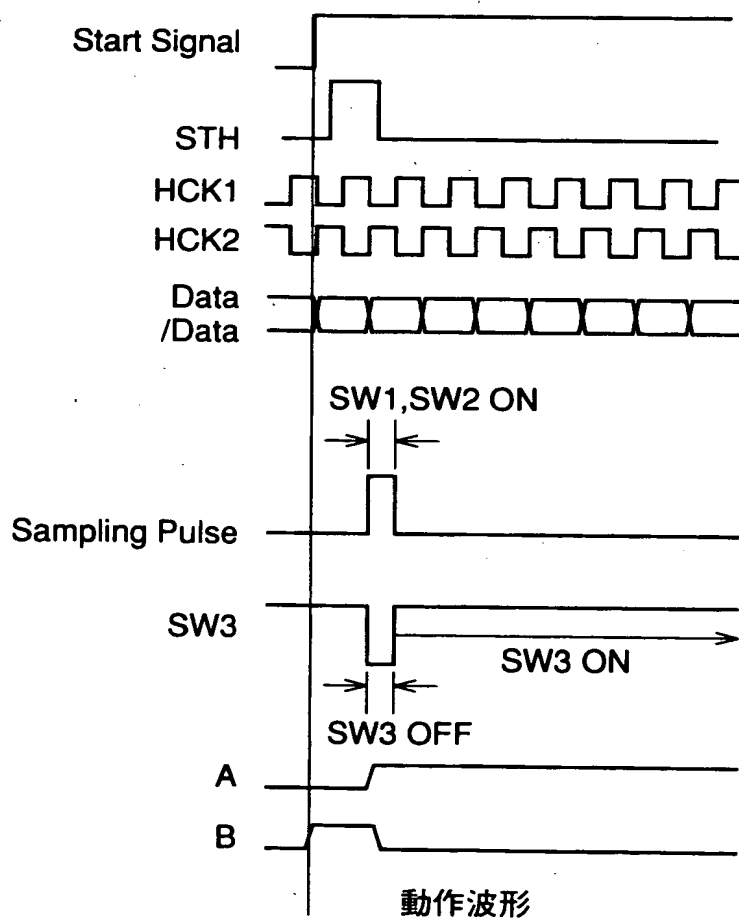 Start Signal
STH
HCK1
HCK2
Data
/Data
SW1,SW2 ON
Sampling Pulse
SW3
SW3 ON
SW3 OFF
A
B
動作波形